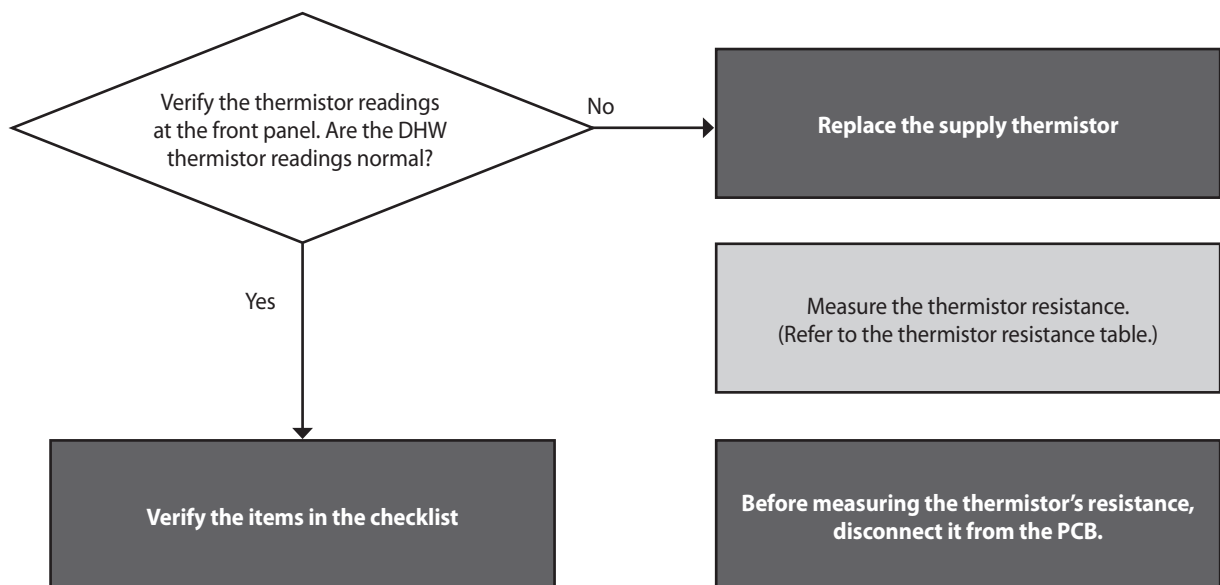 Verify the thermistor readings
at the front panel. Are the DHW
thermistor readings normal?
No
Replace the supply thermistor
Yes
Measure the thermistor resistance.
(Refer to the thermistor resistance table.)
Verify the items in the checklist
Before measuring the thermistor’s resistance,
disconnect it from the PCB.